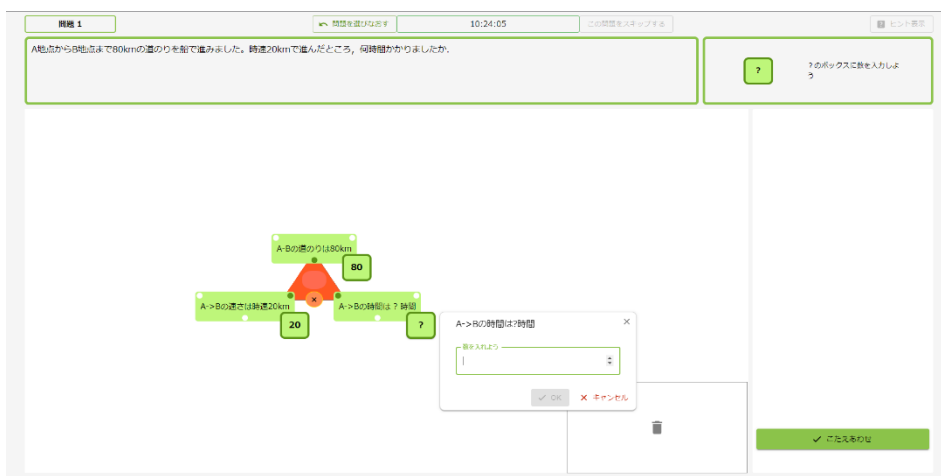 問題 1
問題を選びなおす
10:24:05
この問題をスキップする
ヒント表示
A地点からB地点まで80kmの道のりを船で進みました。時速20kmで進んだところ，何時間かかりましたか.
?
?のボックスに数を入力しよ
う
A-Bの道のりは80km
80
×
A->Bの速さは時速20km
A->Bの時間は？時間
20
?
A->Bの時間は?時間
×
数を入れよう
OK
キャンセル
こたえあわせ